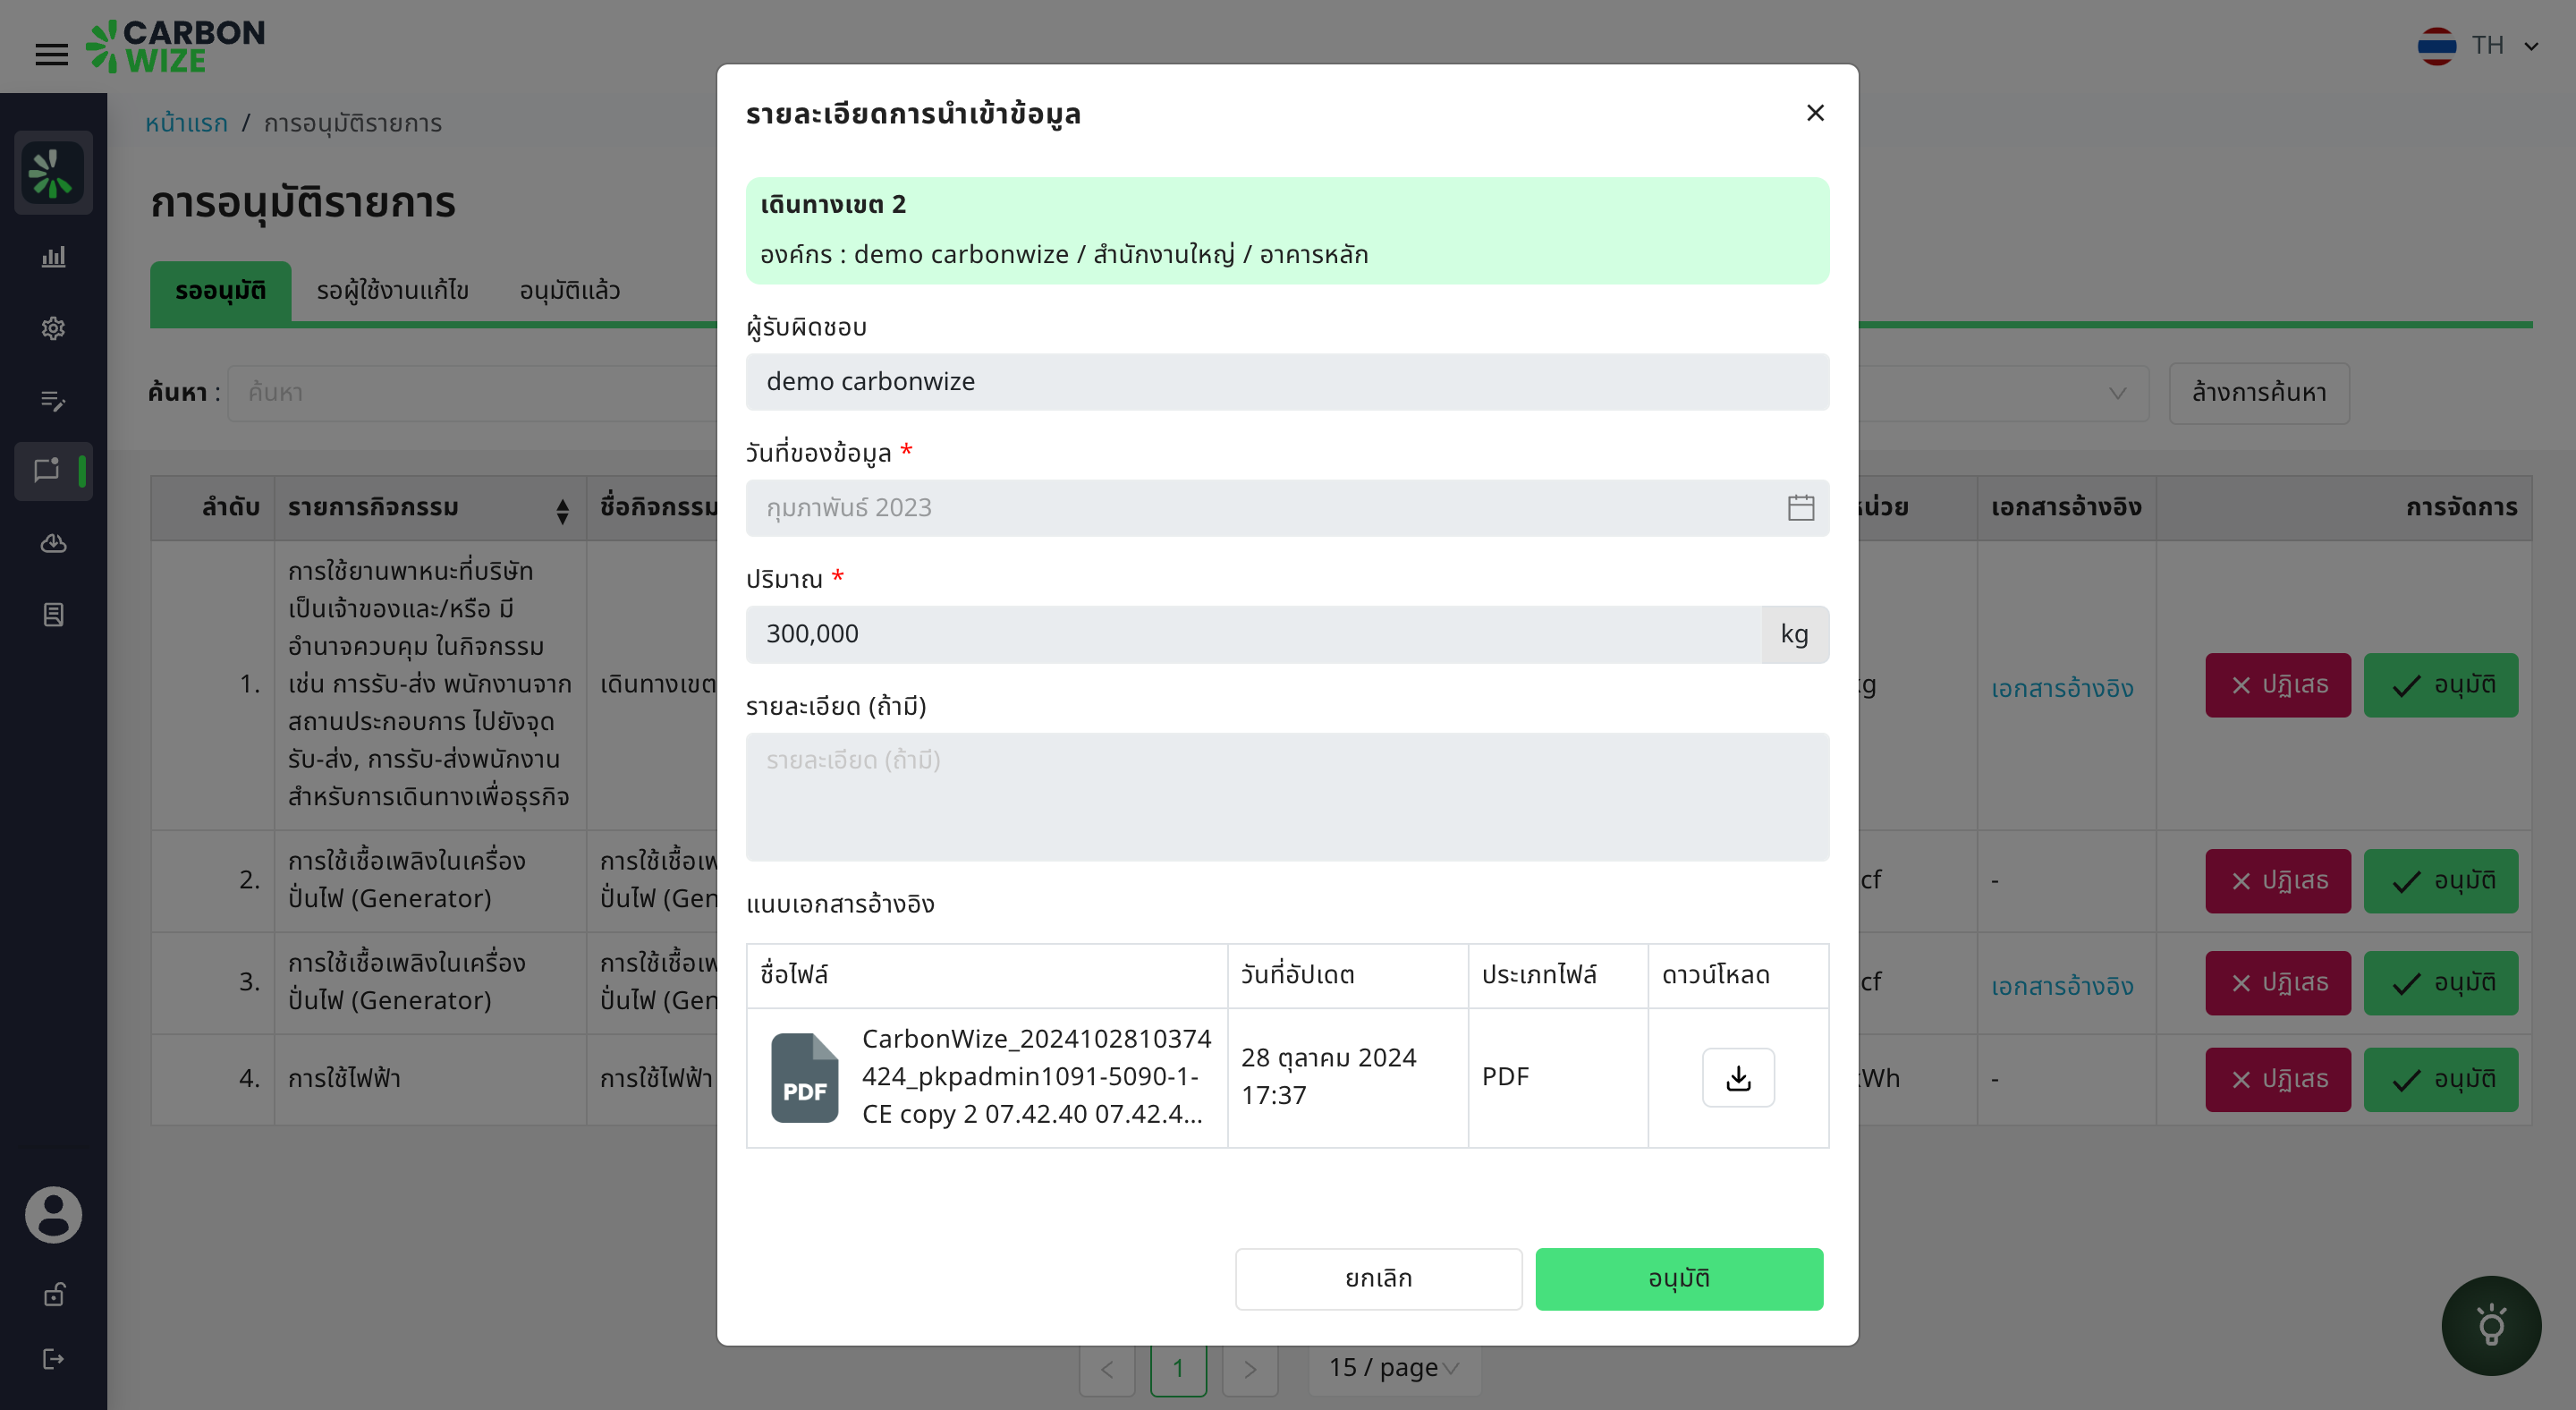 CARBON
WIZE
TH
หน้าแรก / การอนุมัติรายการ
การอนุมัติรายการ
รออนุมัติ
รอผู้ใช้งานแก้ไข
อนุมัติแล้ว
ค้นหา :
ค้นหา
ล้างการค้นหา
รายละเอียดการนำเข้าข้อมูล
เดินทางเขต 2
องค์กร : demo carbonwize / สำนักงานใหญ่ / อาคารหลัก
ผู้รับผิดชอบ
demo carbonwize
วันที่ของข้อมูล *
กุมภาพันธ์ 2023
ปริมาณ *
300,000
kg
รายละเอียด (ถ้ามี)
รายละเอียด (ถ้ามี)
แนบเอกสารอ้างอิง
ชื่อไฟล์
วันที่อัปเดต
ประเภทไฟล์
ดาวน์โหลด
PDF
CarbonWize_2024102810374
424_pkpadmin1091-5090-1-
CE copy 2 07.42.40 07.42.4...
28 ตุลาคม 2024
17:37
PDF
ยกเลิก
อนุมัติ
ลำดับ
รายการกิจกรรม
ชื่อกิจกรรม
เอกสารอ้างอิง
การจัดการ
1.
การใช้ยานพาหนะที่บริษัท
เป็นเจ้าของและ/หรือ มี
อำนาจควบคุม ในกิจกรรม
เช่น การรับ-ส่ง พนักงานจาก
สถานประกอบการ ไปยังจุด
รับ-ส่ง, การรับ-ส่งพนักงาน
สำหรับการเดินทางเพื่อธุรกิจ
เดินทางเขต
เอกสารอ้างอิง
ปฏิเสธ
อนุมัติ
2.
การใช้เชื้อเพลิงในเครื่อง
ปั่นไฟ (Generator)
การใช้เชื้อเพ
ปั่นไฟ (Gen
cf
-
ปฏิเสธ
อนุมัติ
3.
การใช้เชื้อเพลิงในเครื่อง
ปั่นไฟ (Generator)
การใช้เชื้อเพ
ปั่นไฟ (Gen
cf
เอกสารอ้างอิง
ปฏิเสธ
อนุมัติ
4.
การใช้ไฟฟ้า
การใช้ไฟฟ้า
Wh
-
ปฏิเสธ
อนุมัติ
1
15 / page